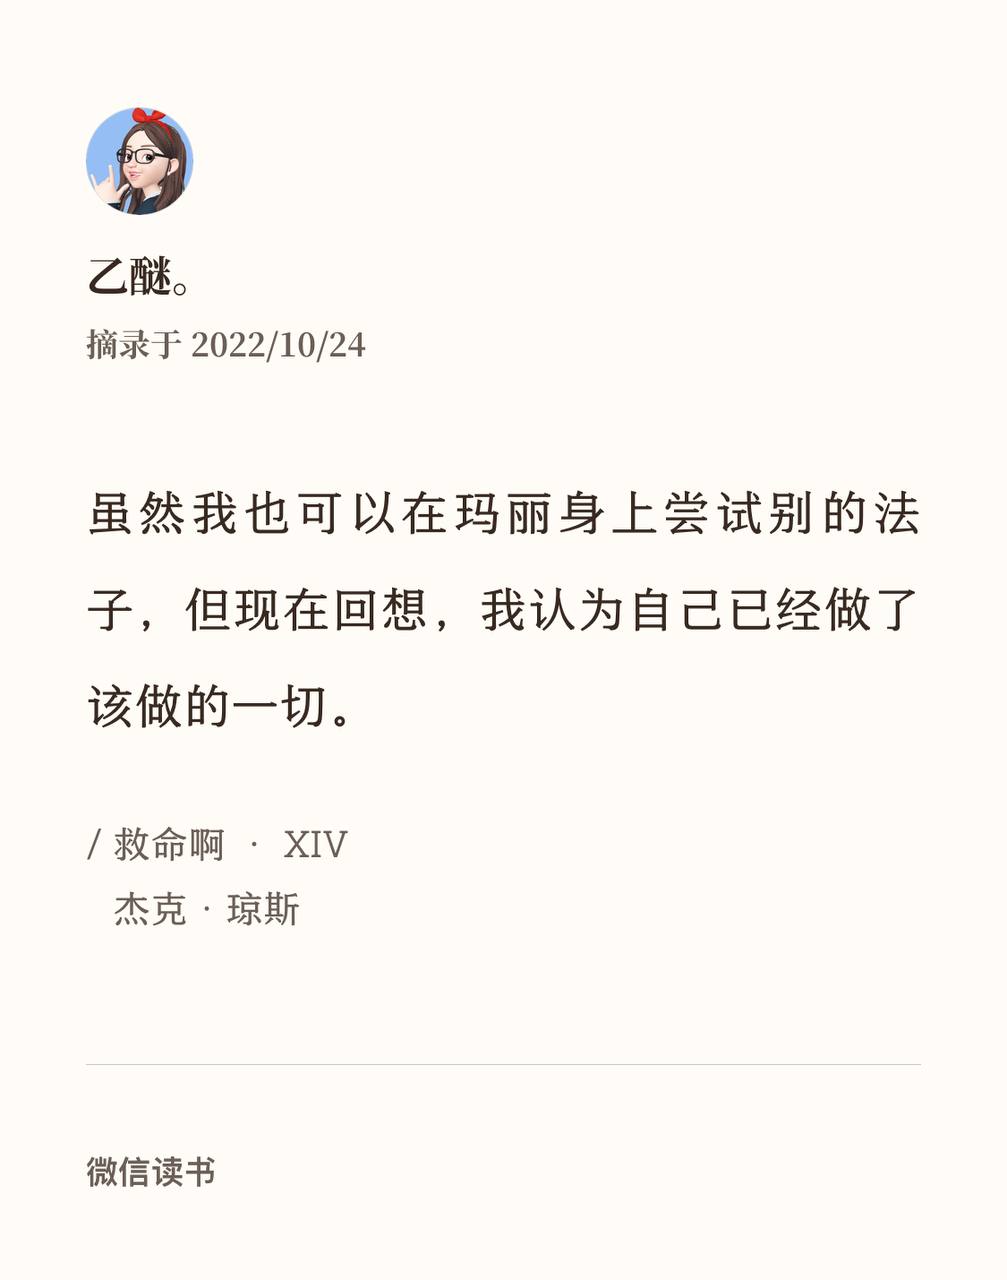 乙醚。
摘录于 2022/10/24
虽然我也可以在玛丽身上尝试别的法
子，但现在回想，我认为自己已经做了
该做的一切。
/ 救命啊 · XIV
杰克 · 琼斯
微信读书